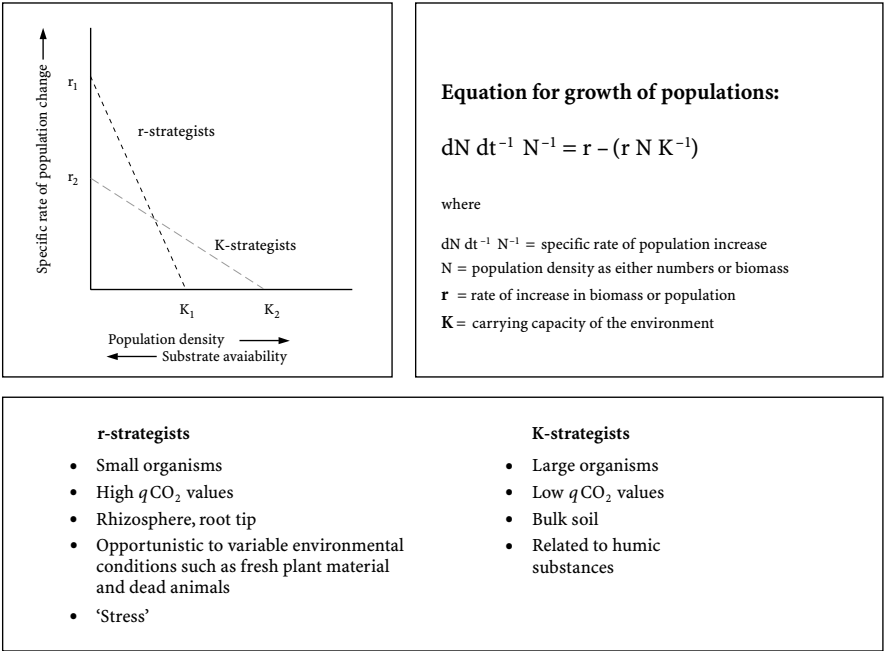 Specific rate of population change
r₁
r₂
r-strategists
K-strategists
K₁
K₂
Population density
Substrate avaiability
Equation for growth of populations:
dN dt⁻¹ N⁻¹ = r – (r N K⁻¹)
where
dN dt⁻¹ N⁻¹ = specific rate of population increase
N = population density as either numbers or biomass
r = rate of increase in biomass or population
K = carrying capacity of the environment
r-strategists
• Small organisms
• High qCO₂ values
• Rhizosphere, root tip
• Opportunistic to variable environmental
conditions such as fresh plant material
and dead animals
• ‘Stress’
K-strategists
• Large organisms
• Low qCO₂ values
• Bulk soil
• Related to humic
substances